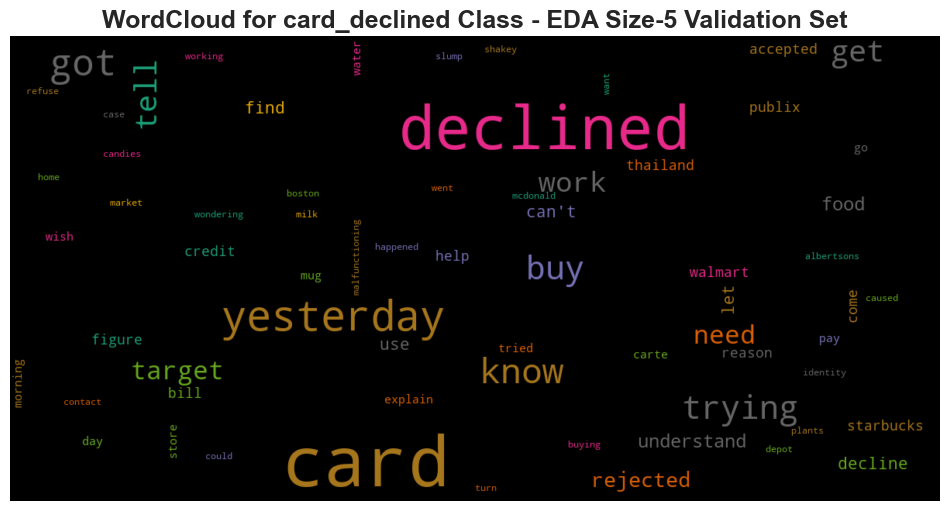 WordCloud for card_declined Class - EDA Size-5 Validation Set
got
working
water
slump
shakey
accepted
get
tell
refuse
case
find
want
publix
declined
go
candies
thailand
home
boston
went
work
mcdonald
market
wondering
milk
can't
food
wish
credit
malfunctioning
happened
help
buy
albertsons
mug
walmart
let
come
caused
yesterday
figure
use
tried
need
reason
pay
carte
identity
morning
target
know
bill
contact
explain
trying
day
store
could
buying
understand
plants
starbucks
depot
card
turn
rejected
decline